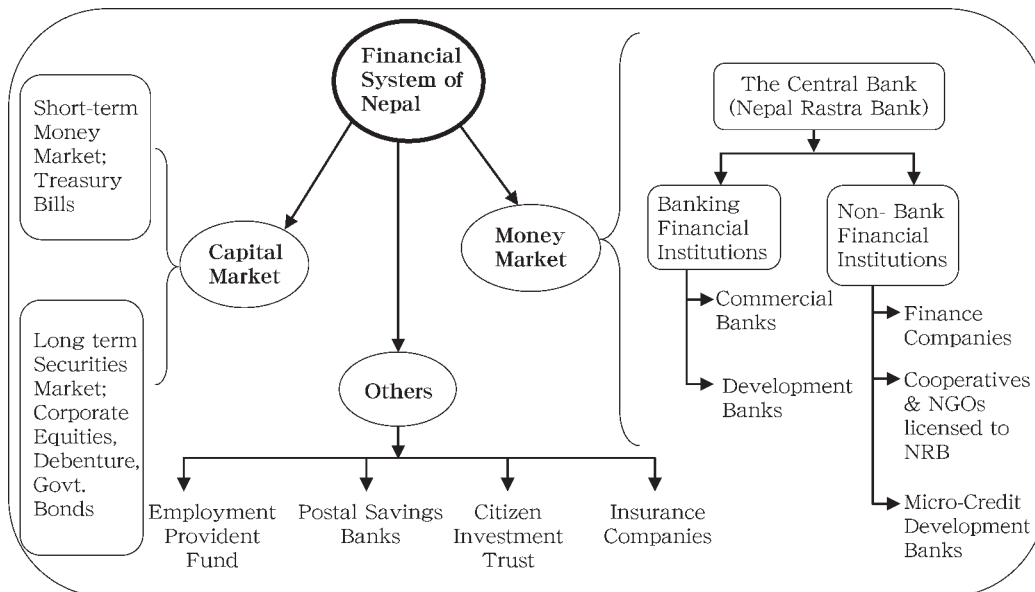 Financial
System of
Nepal
Short-term
Money
Market;
Treasury
Bills
Long term
Securities
Market;
Corporate
Equities,
Debenture,
Govt.
Bonds
Capital
Market
Money
Market
Others
Employment
Provident
Fund
Postal Savings
Banks
Citizen
Investment
Trust
Insurance
Companies
The Central Bank
(Nepal Rastra Bank)
Banking
Financial
Institutions
Commercial
Banks
Development
Banks
Non- Bank
Financial
Institutions
Finance
Companies
Cooperatives
& NGOs
licensed to
NRB
Micro-Credit
Development
Banks